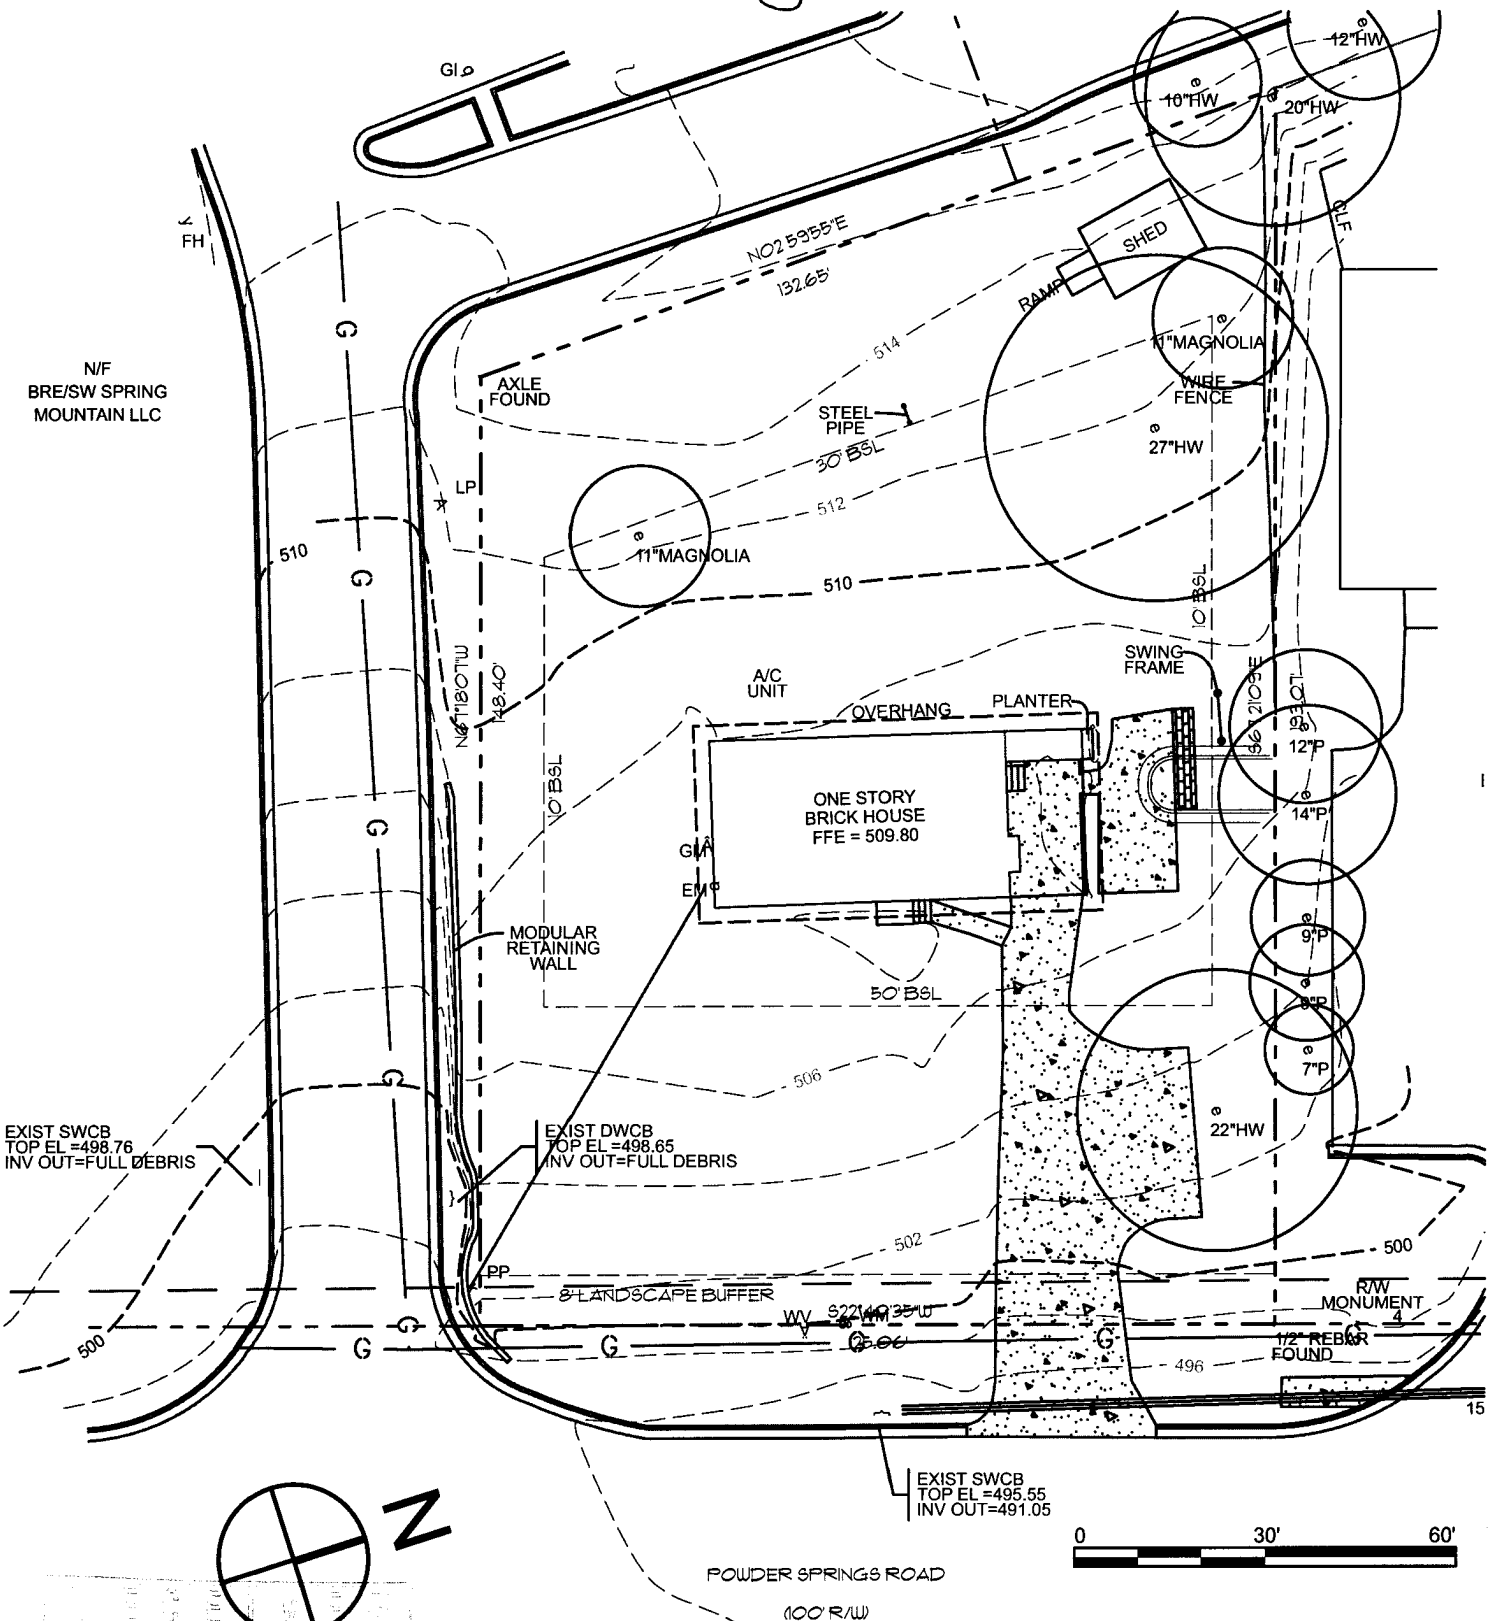 12"HW
GI
10"HW
20"HW
CLF
FH
N02 59'55"E
132.65'
SHED
RAMP
G
11"MAGNOLIA
N/F
BRE/SW SPRING
MOUNTAIN LLC
514
AXLE
FOUND
WIRE
FENCE
STEEL
PIPE
30' BSL
27"HW
LP
512
510
11"MAGNOLIA
G
510
10' BSL
N67 18'07"W
148.40'
A/C
UNIT
SWING
FRAME
PLANTER
OVERHANG
12"P
10' BSL
ONE STORY
BRICK HOUSE
FFE = 509.80
14"P
G
GM
EM
9"P
MODULAR
RETAINING
WALL
50' BSL
7"P
G
506
22"HW
EXIST SWCB
TOP EL =498.76
INV OUT=FULL DEBRIS
EXIST DWCB
TOP EL =498.65
INV OUT=FULL DEBRIS
502
500
PP
8' LANDSCAPE BUFFER
R/W
MONUMENT
4
WV
WM
G
G
G
G
G
G
1/2" REBAR
FOUND
500
496
15
EXIST SWCB
TOP EL =495.55
INV OUT=491.05
N
0 30' 60'
POWDER SPRINGS ROAD
(100' R/W)